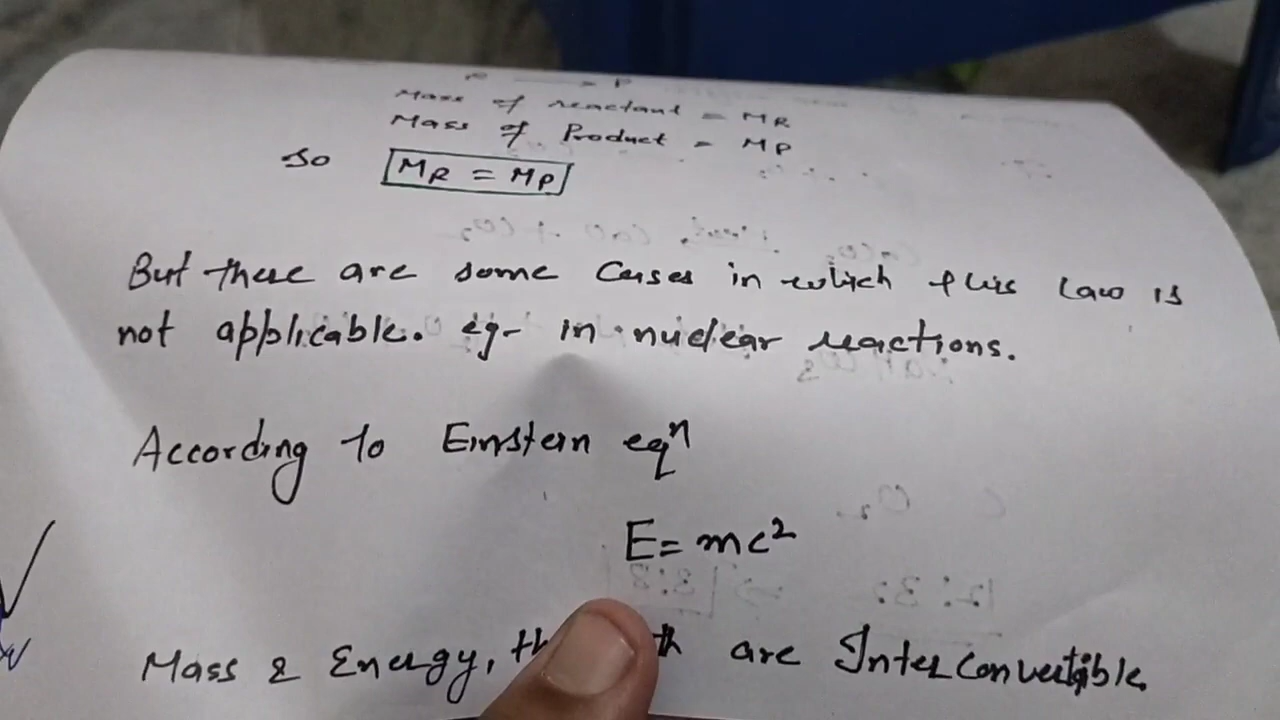 R → P
Mass of reactant = MR
Mass of Product = MP
So MR = MP
But there are some Cases in which this law is
not applicable. eg- in nuclear reactions.
According to Einstein eqⁿ
E = mc²
Mass & Energy, are Interconvertible.